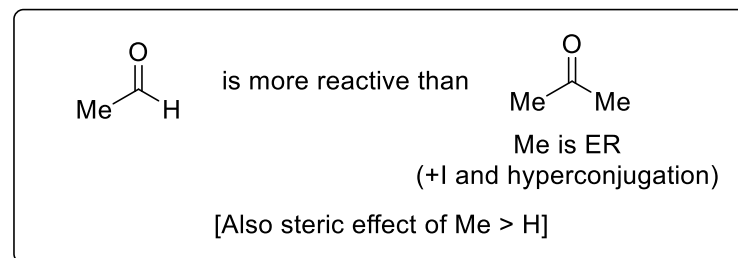 O
Me
H
is more reactive than
O
Me
Me
Me is ER
(+I and hyperconjugation)
[Also steric effect of Me > H]